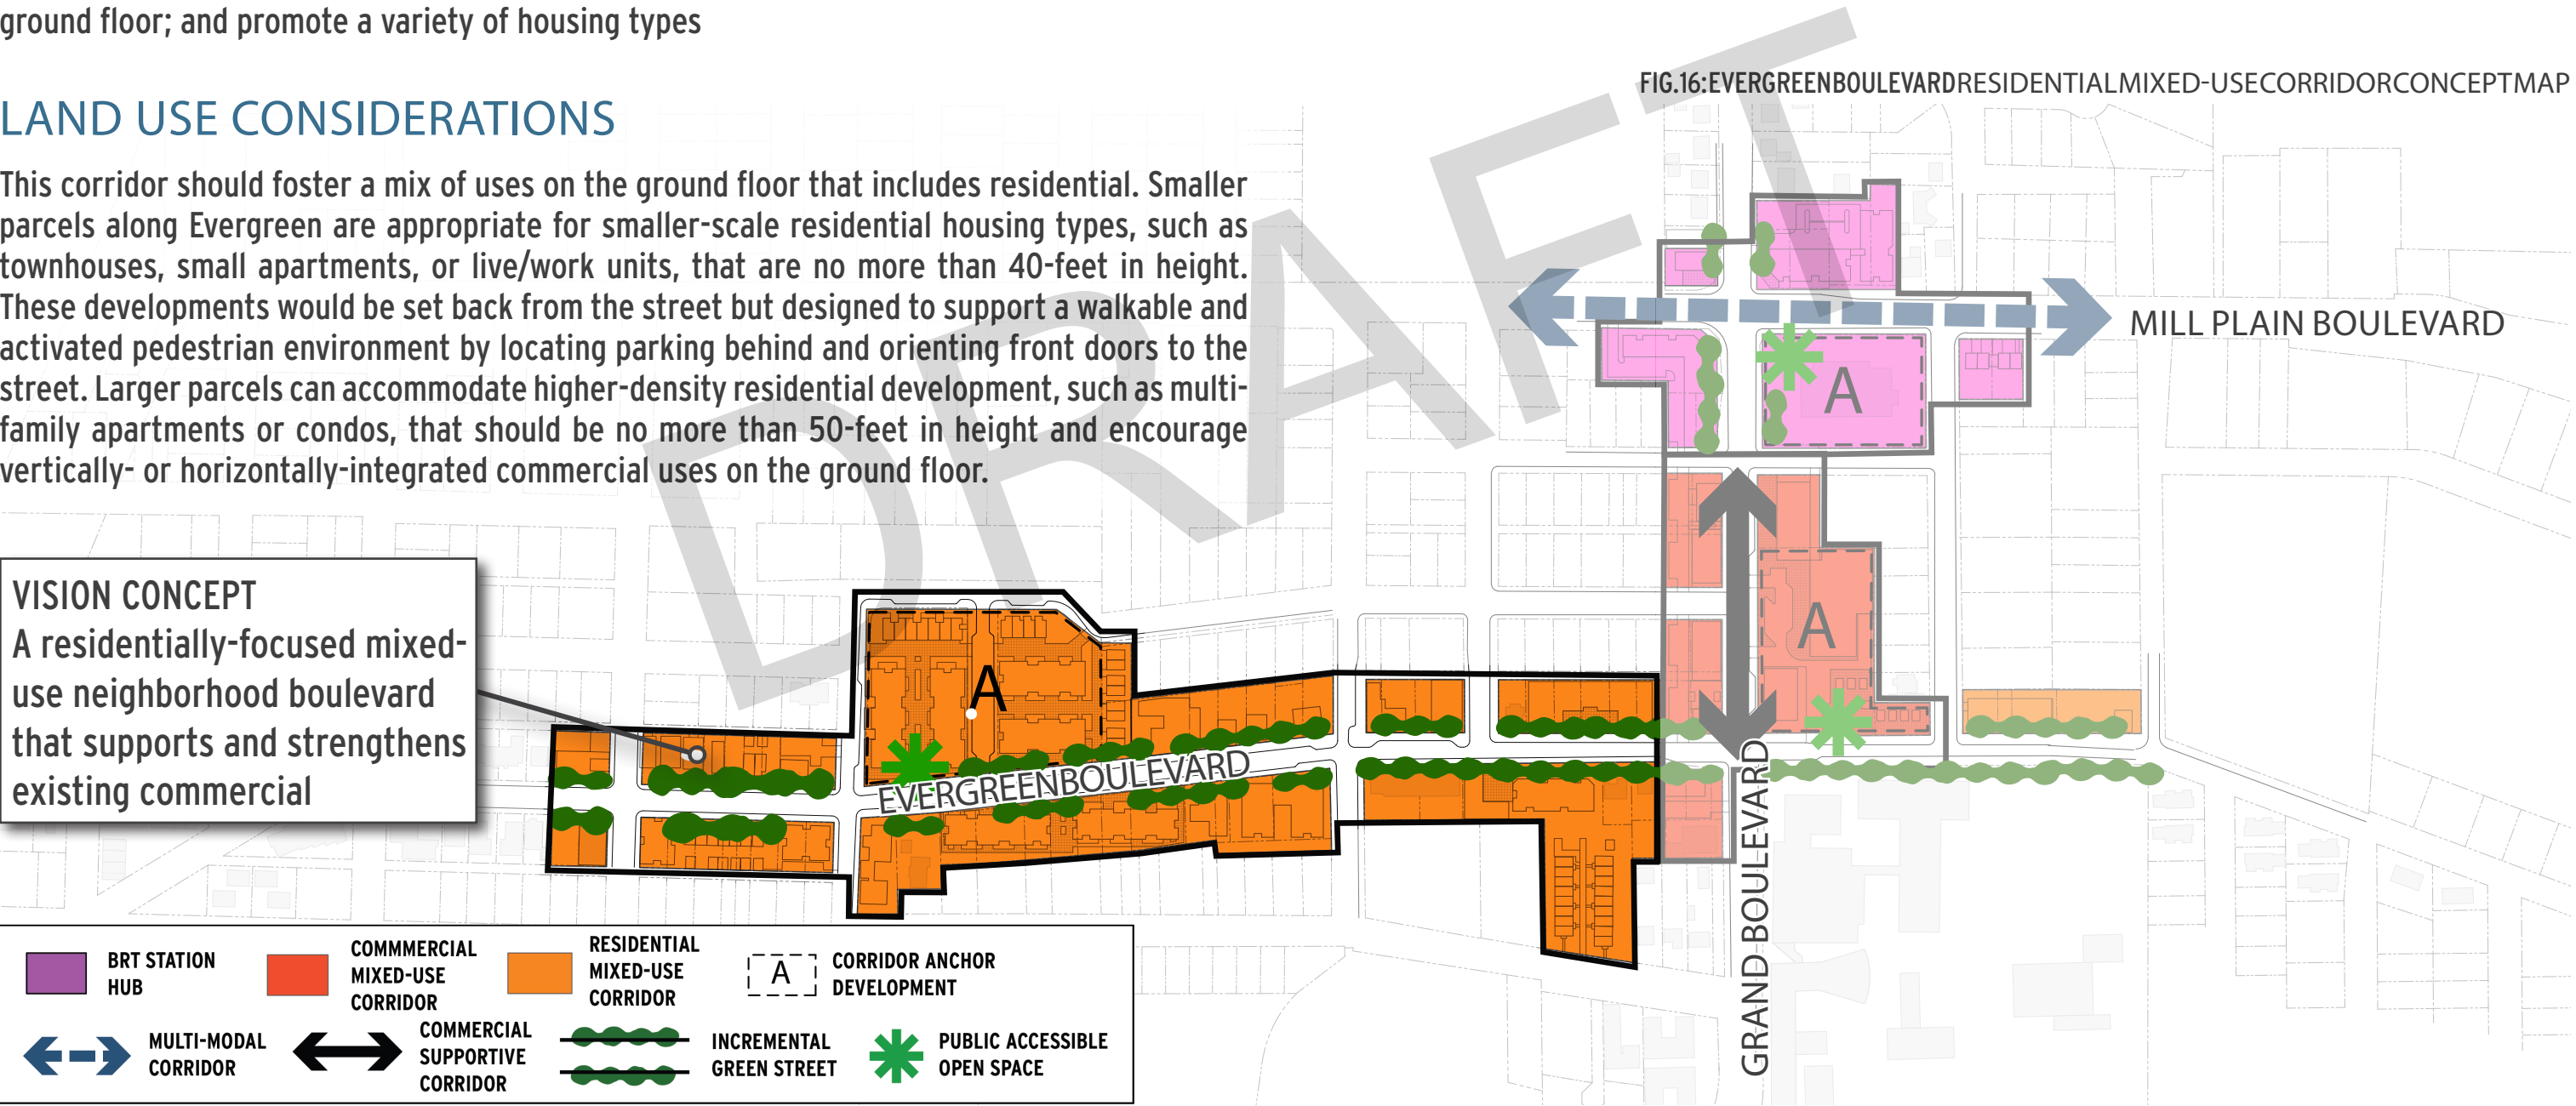 ground floor; and promote a variety of housing types
FIG.16:EVERGREENBOULEVARDRESIDENTIALMIXED-USECORRIDORCONCEPTMAP
LAND USE CONSIDERATIONS
This corridor should foster a mix of uses on the ground floor that includes residential. Smaller
parcels along Evergreen are appropriate for smaller-scale residential housing types, such as
townhouses, small apartments, or live/work units, that are no more than 40-feet in height.
These developments would be set back from the street but designed to support a walkable and
activated pedestrian environment by locating parking behind and orienting front doors to the
street. Larger parcels can accommodate higher-density residential development, such as multi-
family apartments or condos, that should be no more than 50-feet in height and encourage
vertically- or horizontally-integrated commercial uses on the ground floor.
DRAFT
MILL PLAIN BOULEVARD
A
A
A
VISION CONCEPT
A residentially-focused mixed-
use neighborhood boulevard
that supports and strengthens
existing commercial
EVERGREENBOULEVARD
GRAND BOULEVARD
BRT STATION
HUB
COMMMERCIAL
MIXED-USE
CORRIDOR
RESIDENTIAL
MIXED-USE
CORRIDOR
A
CORRIDOR ANCHOR
DEVELOPMENT
MULTI-MODAL
CORRIDOR
COMMERCIAL
SUPPORTIVE
CORRIDOR
INCREMENTAL
GREEN STREET
PUBLIC ACCESSIBLE
OPEN SPACE